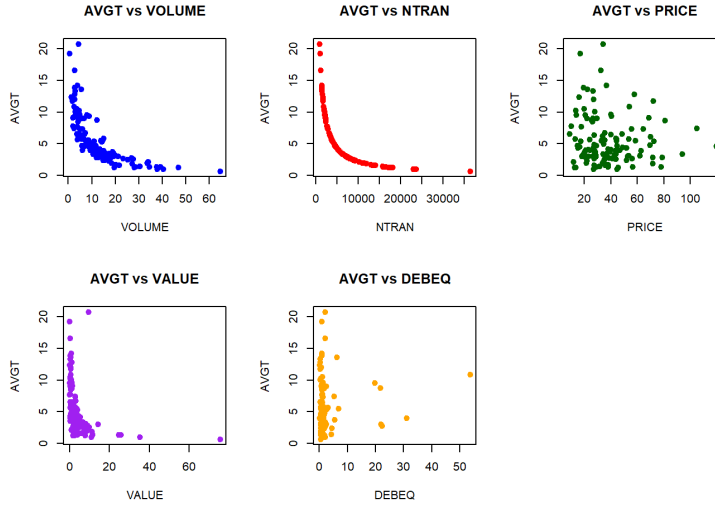 AVGT vs VOLUME
AVGT
0 5 10 15 20
0 10 20 30 40 50 60
VOLUME
AVGT vs NTRAN
AVGT
0 5 10 15 20
0 10000 20000 30000
NTRAN
AVGT vs PRICE
AVGT
0 5 10 15 20
20 40 60 80 100
PRICE
AVGT vs VALUE
AVGT
0 5 10 15 20
0 20 40 60
VALUE
AVGT vs DEBEQ
AVGT
0 5 10 15 20
0 10 20 30 40 50
DEBEQ